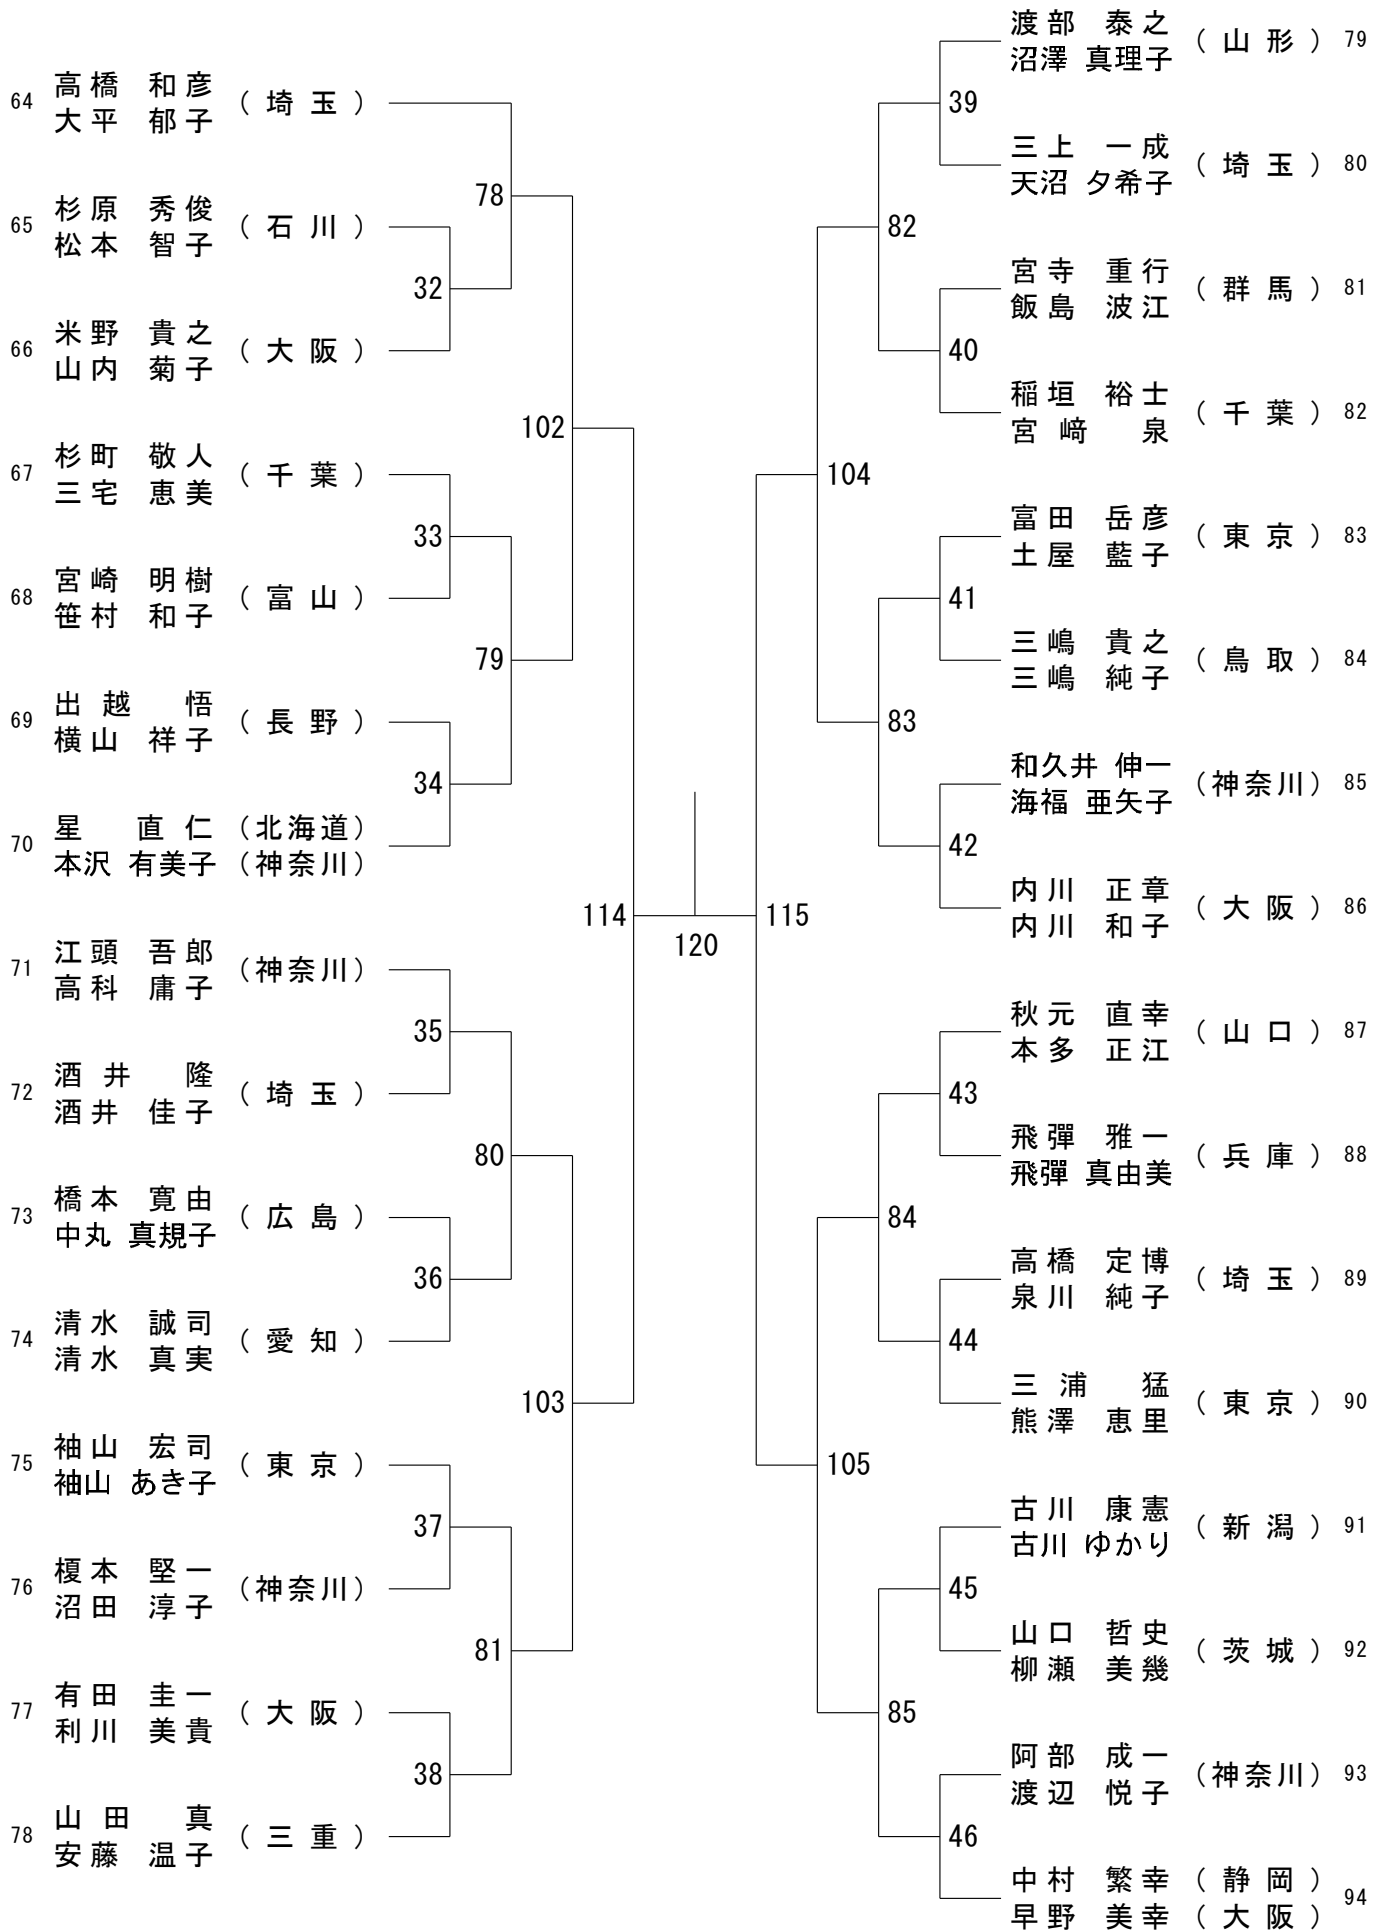 64 高橋 和彦 (埼玉)
大平 郁子
78
65 杉原 秀俊 (石川)
松本 智子
32
66 米野 貴之 (大阪)
山内 菊子
102
67 杉町 敬人 (千葉)
三宅 恵美
33
68 宮崎 明樹 (富山)
笹村 和子
79
69 出越 悟 (長野)
横山 祥子
34
70 星 直仁 (北海道)
本沢 有美子 (神奈川)
114
71 江頭 吾郎 (神奈川)
高科 庸子
35
72 酒井 隆 (埼玉)
酒井 佳子
80
73 橋本 寛由 (広島)
中丸 真規子
36
74 清水 誠司 (愛知)
清水 真実
103
75 袖山 宏司 (東京)
袖山 あき子
37
76 榎本 堅一 (神奈川)
沼田 淳子
81
77 有田 圭一 (大阪)
利川 美貴
38
78 山田 真 (三重)
安藤 温子
120
渡部 泰之 (山形) 79
沼澤 真理子
39
三上 一成 (埼玉) 80
天沼 夕希子
82
宮寺 重行 (群馬) 81
飯島 波江
40
稲垣 裕士 (千葉) 82
宮﨑 泉
104
富田 岳彦 (東京) 83
土屋 藍子
41
三嶋 貴之 (鳥取) 84
三嶋 純子
83
和久井 伸一 (神奈川) 85
海福 亜矢子
42
内川 正章 (大阪) 86
内川 和子
115
秋元 直幸 (山口) 87
本多 正江
43
飛彈 雅一 (兵庫) 88
飛彈 真由美
84
高橋 定博 (埼玉) 89
泉川 純子
44
三浦 猛 (東京) 90
熊澤 恵里
105
古川 康憲 (新潟) 91
古川 ゆかり
45
山口 哲史 (茨城) 92
柳瀬 美幾
85
阿部 成一 (神奈川) 93
渡辺 悦子
46
中村 繁幸 (静岡) 94
早野 美幸 (大阪)